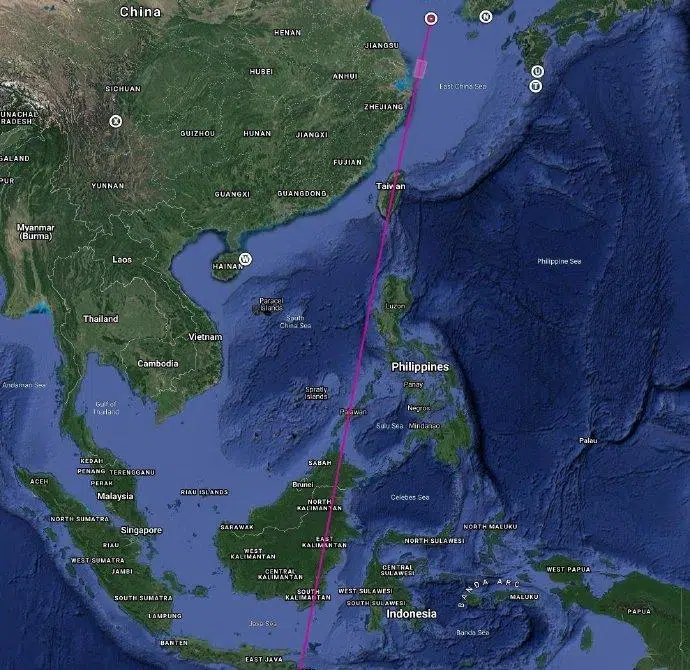 China
HENAN
JIANGSU
N
HUBEI
ANHUI
SICHUAN
East China Sea
U
T
ZHEJIANG
UNACHAL
RADESH
X
GUIZHOU
HUNAN
JIANGXI
GALAND
FUJIAN
PUR
YUNNAN
Taiwan
GUANGXI
GUANGDONG
Myanmar
(Burma)
Laos
W
HAINAN
Philippine Sea
Paracel
Islands
Luzon
Thailand
South
China Sea
Vietnam
Cambodia
Philippines
Andaman Sea
Panay
Spratly
Islands
Gulf of
Thailand
Negros
Palawan
Sulu Sea
Mindanao
Palau
KEDAH
PENANG
TERENGGANU
SABAH
ACEH
PERAK
Brunei
Malaysia
RIAU ISLANDS
Celebes Sea
NORTH
KALIMANTAN
NORTH SUMATRA
Singapore
SARAWAK
NORTH MALUKU
RIAU
EAST
KALIMANTAN
NORTH SULAWESI
WEST
KALIMANTAN
WEST SUMATRA
JAMBI
CENTRAL
KALIMANTAN
CENTRAL
SULAWESI
WEST PAPUA
BANDA ARC
SOUTH
KALIMANTAN
WEST SULAWESI
SOUTH SULAWESI
SOUTH SUMATRA
MALUKU
Indonesia
PAPUA
LAMPUNG
Java Sea
Banda Sea
BANTEN
EAST JAVA